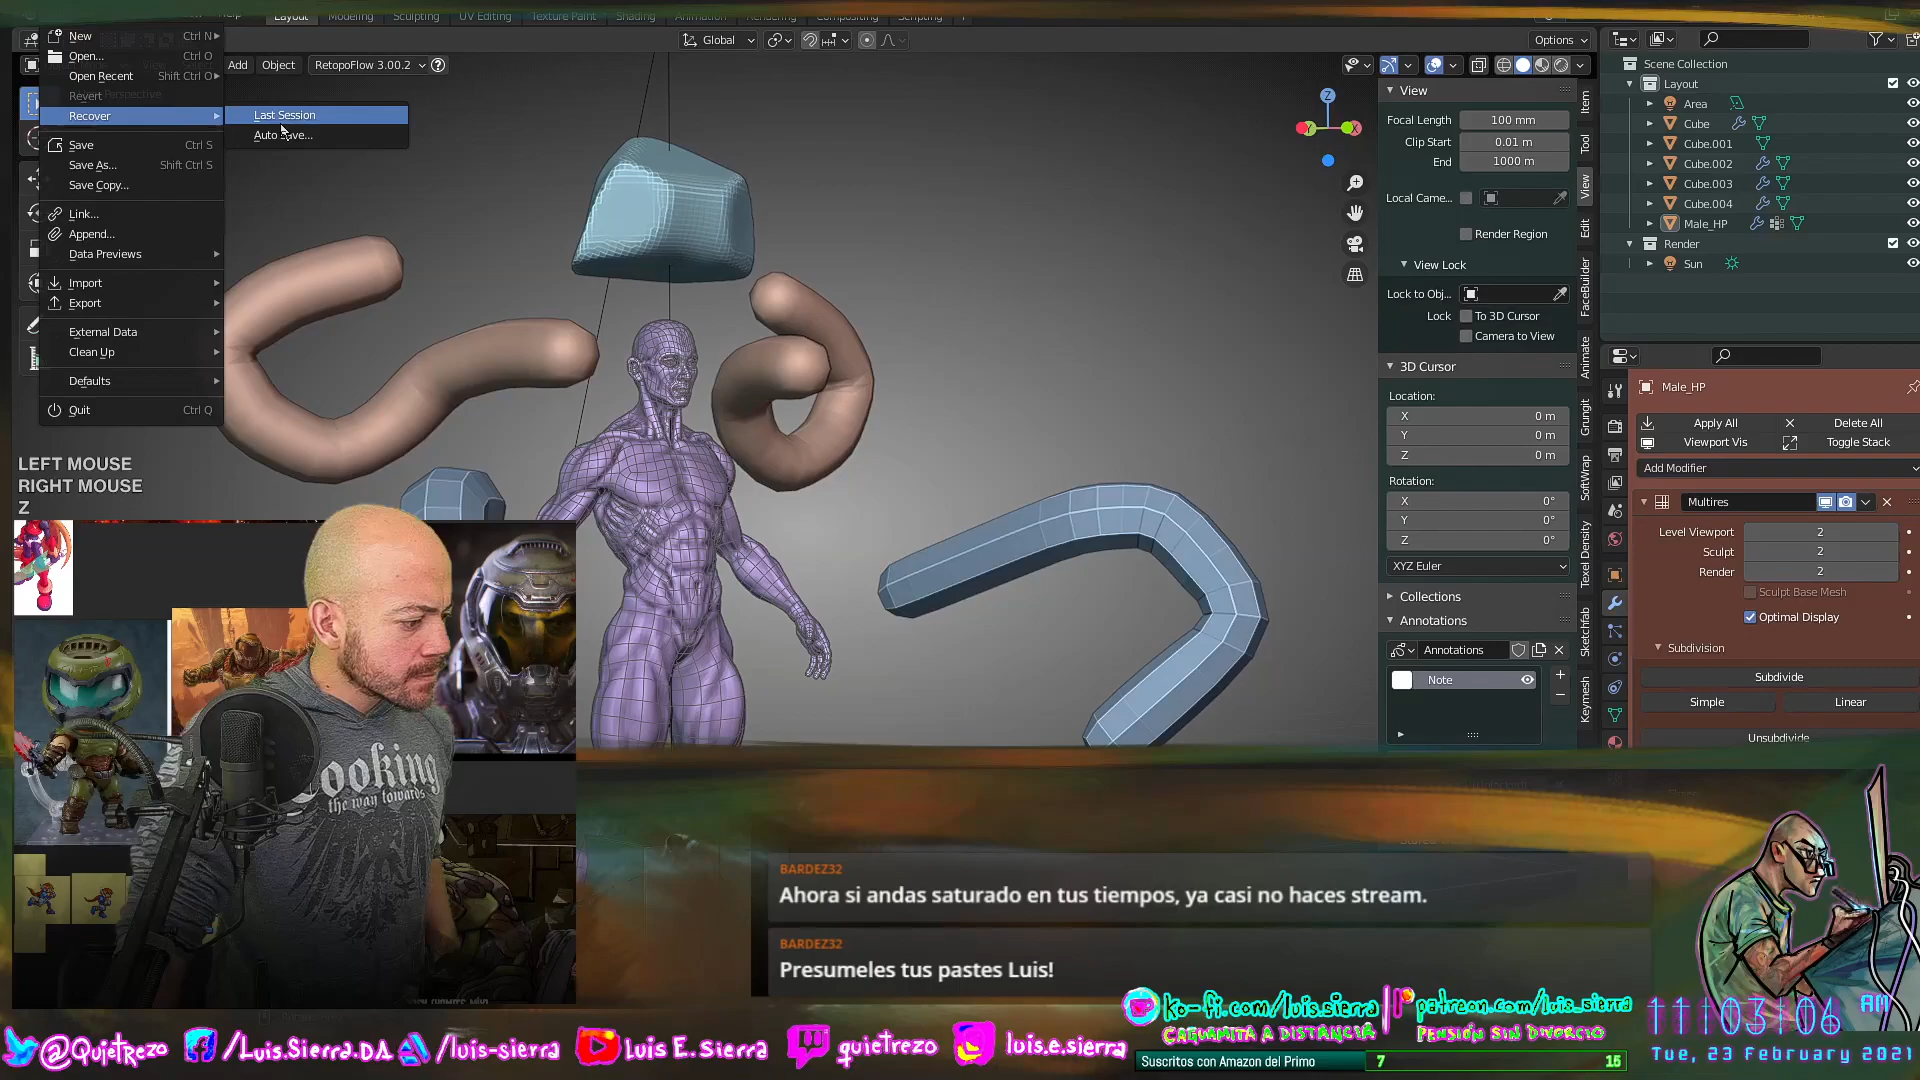 Help
Layout
Modeling
Sculpting
UV Editing
Texture Paint
Shading
Animation
Rendering
Compositing
Scripting
New Ctrl N
Open... Ctrl O
Open Recent Shift Ctrl O
Revert
Recover
Save Ctrl S
Save As... Shift Ctrl S
Save Copy...
Link...
Append...
Data Previews
Import
Export
External Data
Clean Up
Defaults
Quit Ctrl Q
Last Session
Auto Save...
Add
Object
RetopoFlow 3.00.2
Global
Options
LEFT MOUSE
RIGHT MOUSE
Z
View
Focal Length 100 mm
Clip Start 0.01 m
End 1000 m
Local Came...
Render Region
View Lock
Lock to Obj...
Lock To 3D Cursor
Camera to View
3D Cursor
Location:
X 0 m
Y 0 m
Z 0 m
Rotation:
X 0°
Y 0°
Z 0°
XYZ Euler
Collections
Annotations
Annotations
Note
Item
Tool
View
Edit
FaceBuilder
Animate
Grungit
SoftWrap
Texel Density
Sketchfab
Keymesh
Scene Collection
Layout
Area
Cube
Cube.001
Cube.002
Cube.003
Cube.004
Male_HP
Render
Sun
Male_HP
Apply All
Delete All
Viewport Vis
Toggle Stack
Add Modifier
Multires
Level Viewport 2
Sculpt 2
Render 2
Sculpt Base Mesh
Optimal Display
Subdivision
Subdivide
Simple
Linear
Unsubdivide
ooking
the way towards
BARDEZ32
Ahora si andas saturado en tus tiempos, ya casi no haces stream.
BARDEZ32
Presumeles tus pastes Luis!
ko-fi.com/luis.sierra
CAGUAMITA A DISTANCIA
patreon.com/luis_sierra
PENSIÓN SIN DIVORCIO
11:03:06 AM
Tue, 23 February 2021
@Quietrezo
/Luis.Sierra.DA
/luis-sierra
Luis E. Sierra
quietrezo
luis.e.sierra
Suscritos con Amazon del Primo 7 15